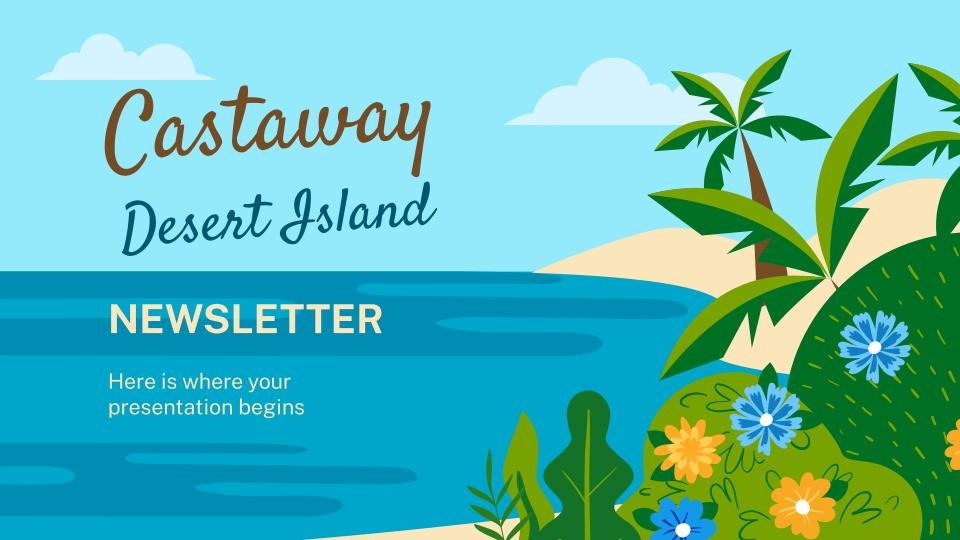 Castaway
Desert Island
NEWSLETTER
Here is where your
presentation begins